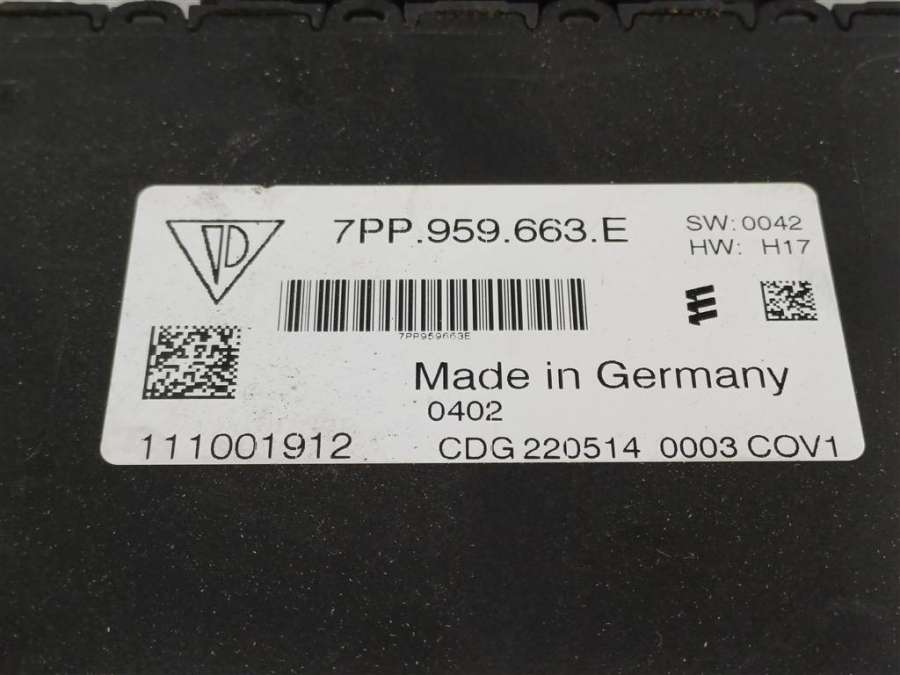 7PP.959.663.E
SW: 0042
HW: H17
7PP959663E
Made in Germany
0402
111001912
CDG 220514 0003 COV1